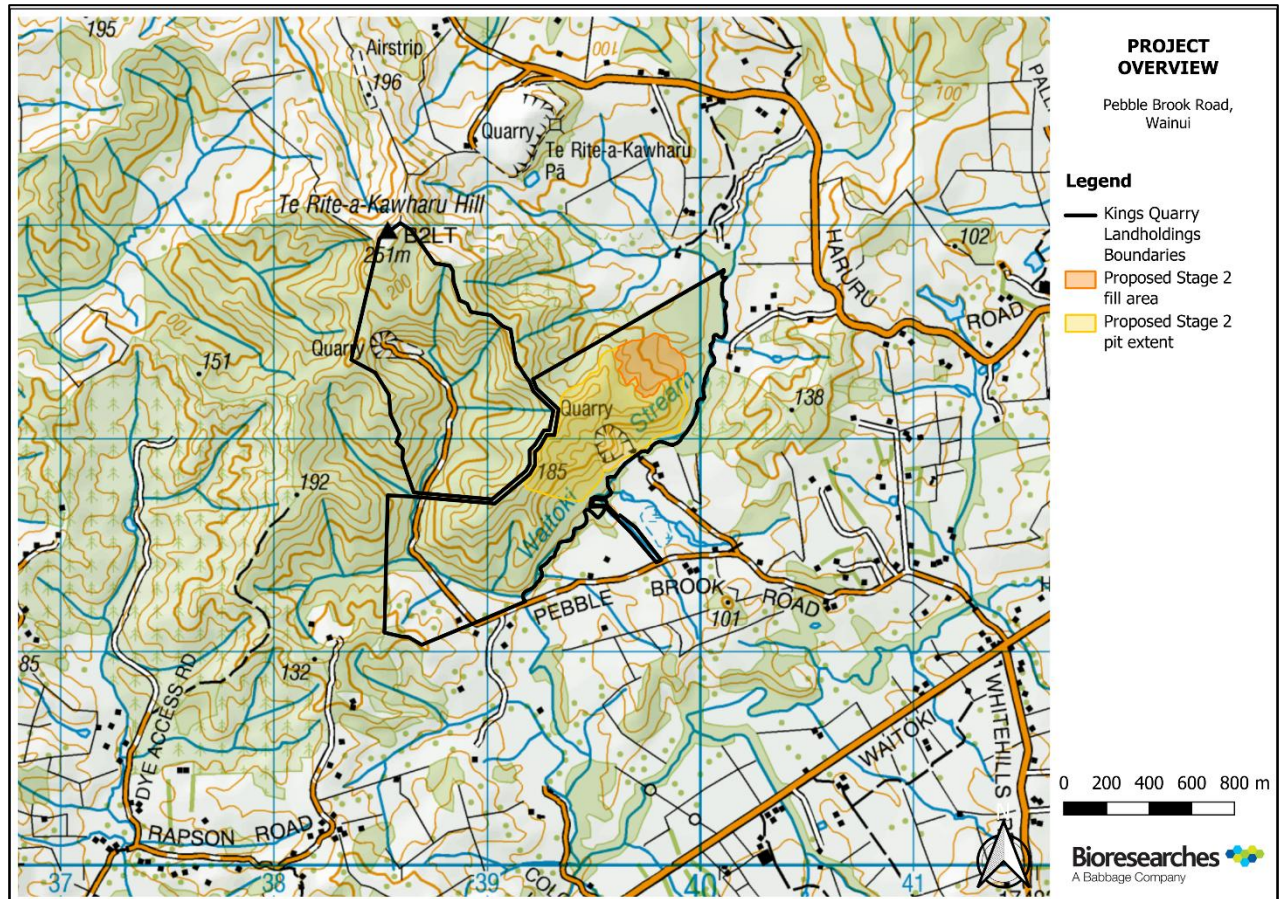 195
Airstrip
196
100
80
100
PALL
PROJECT
OVERVIEW
Pebble Brook Road,
Wainui
Quarry
Te Rite-a-Kawharu
Pā
Legend
Kings Quarry
Landholdings
Boundaries
Proposed Stage 2
fill area
Proposed Stage 2
pit extent
Te Rite-a-Kawharu Hill
B2LT
251m
200
102
HARURU
ROAD
100
151
Quarry
138
Quarry
Waitoki Stream
185
192
PEBBLE BROOK ROAD
101
132
85
DYE ACCESS RD
WAITOKI
WHITEHILLS
RAPSON ROAD
COLO
37
38
39
40
41
0 200 400 600 800 m
Bioresearches
A Babbage Company